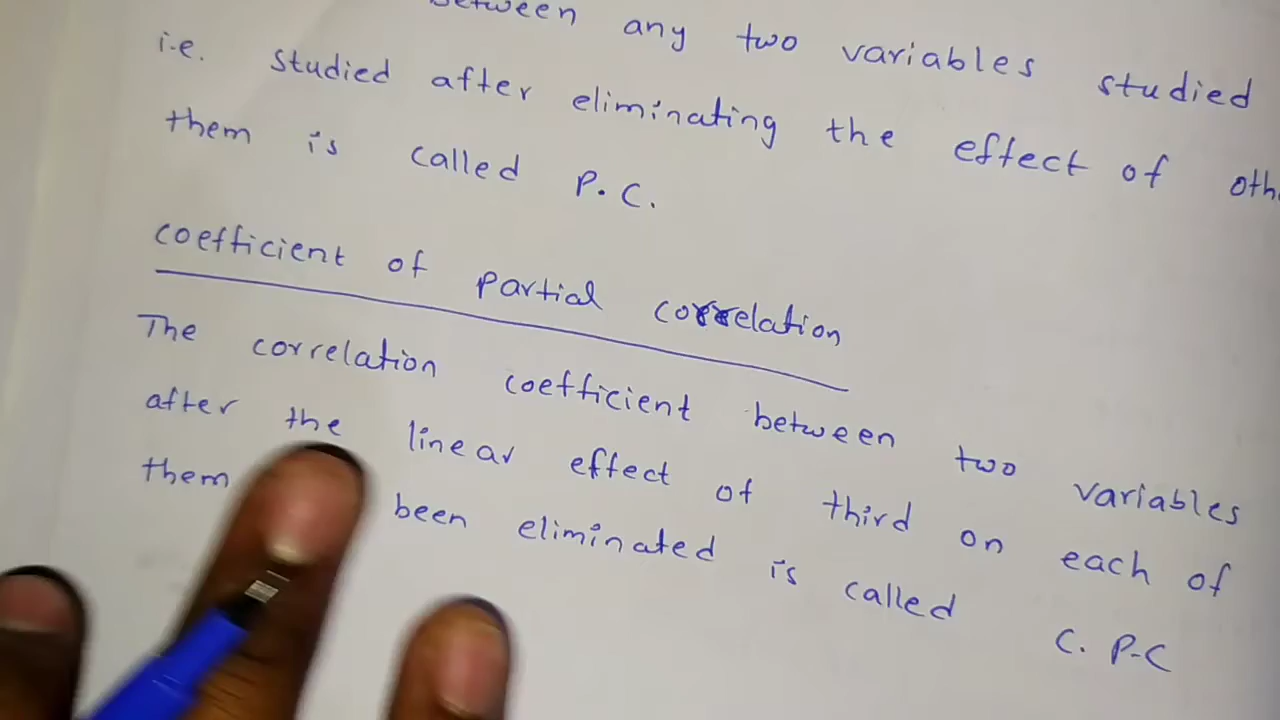 between any two variables studied
i.e. studied after eliminating the effect of
them is called P.C.
coefficient of partial correlation
The correlation coefficient between two variables
after the linear effect of third on each of
them been eliminated is called C. P-C